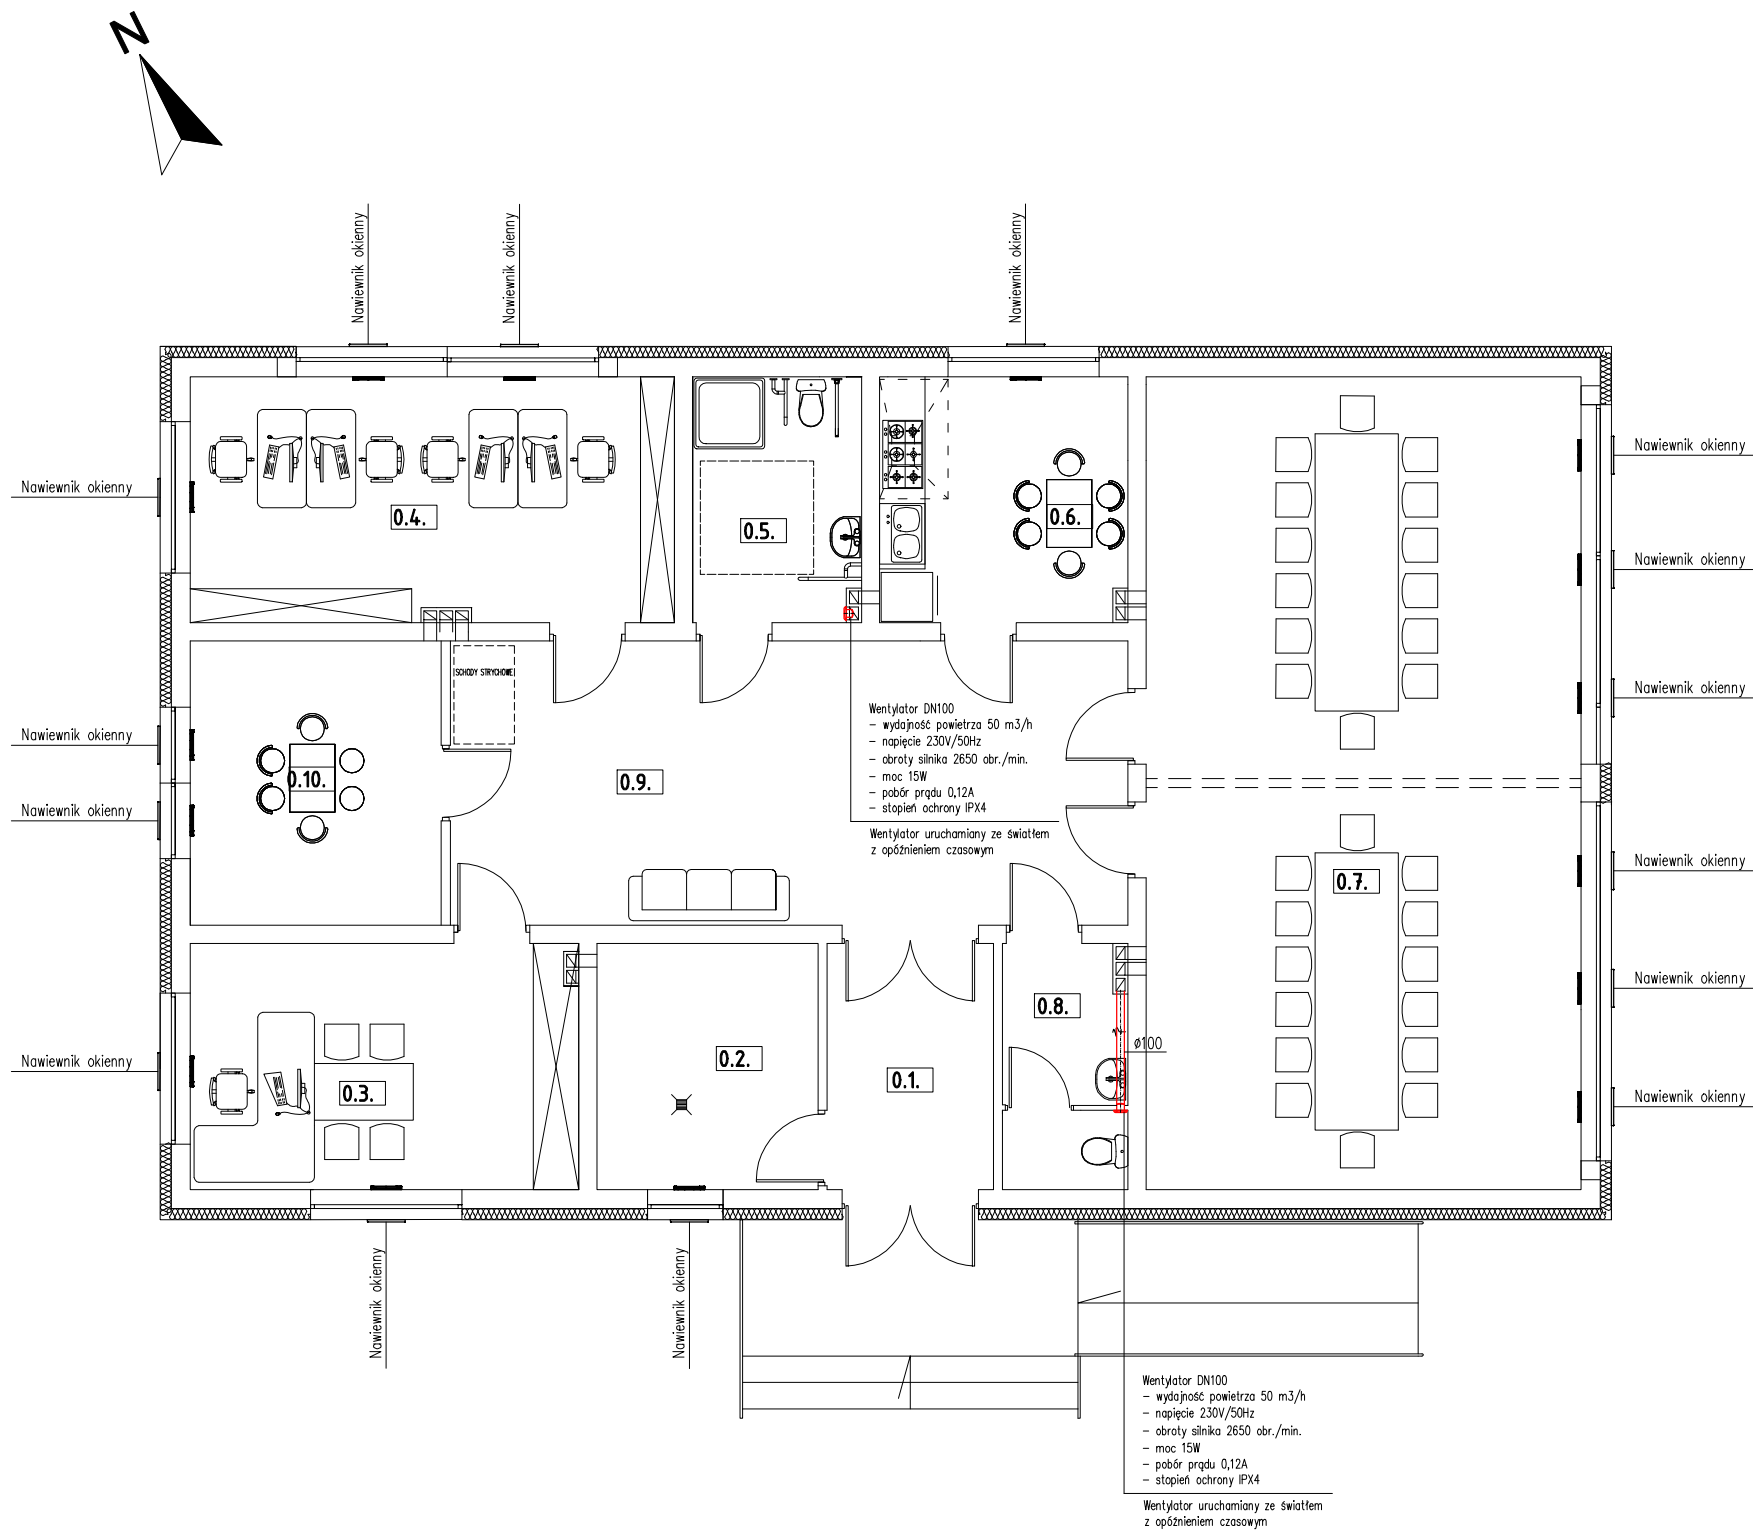 N
Nawiewnik okienny
Nawiewnik okienny
Nawiewnik okienny
Nawiewnik okienny
Nawiewnik okienny
0.4.
0.5.
0.6.
Nawiewnik okienny
Nawiewnik okienny
SCHODY STRYCHOWE
Nawiewnik okienny
Wentylator DN100
- wydajność powietrza 50 m3/h
- napięcie 230V/50Hz
- obroty silnika 2650 obr./min.
- moc 15W
- pobór prądu 0,12A
- stopień ochrony IPX4
Wentylator uruchamiany ze światłem
z opóźnieniem czasowym
Nawiewnik okienny
0.10.
0.9.
Nawiewnik okienny
Nawiewnik okienny
0.7.
Nawiewnik okienny
0.8.
ø100
Nawiewnik okienny
0.3.
0.2.
0.1.
Nawiewnik okienny
Nawiewnik okienny
Nawiewnik okienny
Wentylator DN100
- wydajność powietrza 50 m3/h
- napięcie 230V/50Hz
- obroty silnika 2650 obr./min.
- moc 15W
- pobór prądu 0,12A
- stopień ochrony IPX4
Wentylator uruchamiany ze światłem
z opóźnieniem czasowym